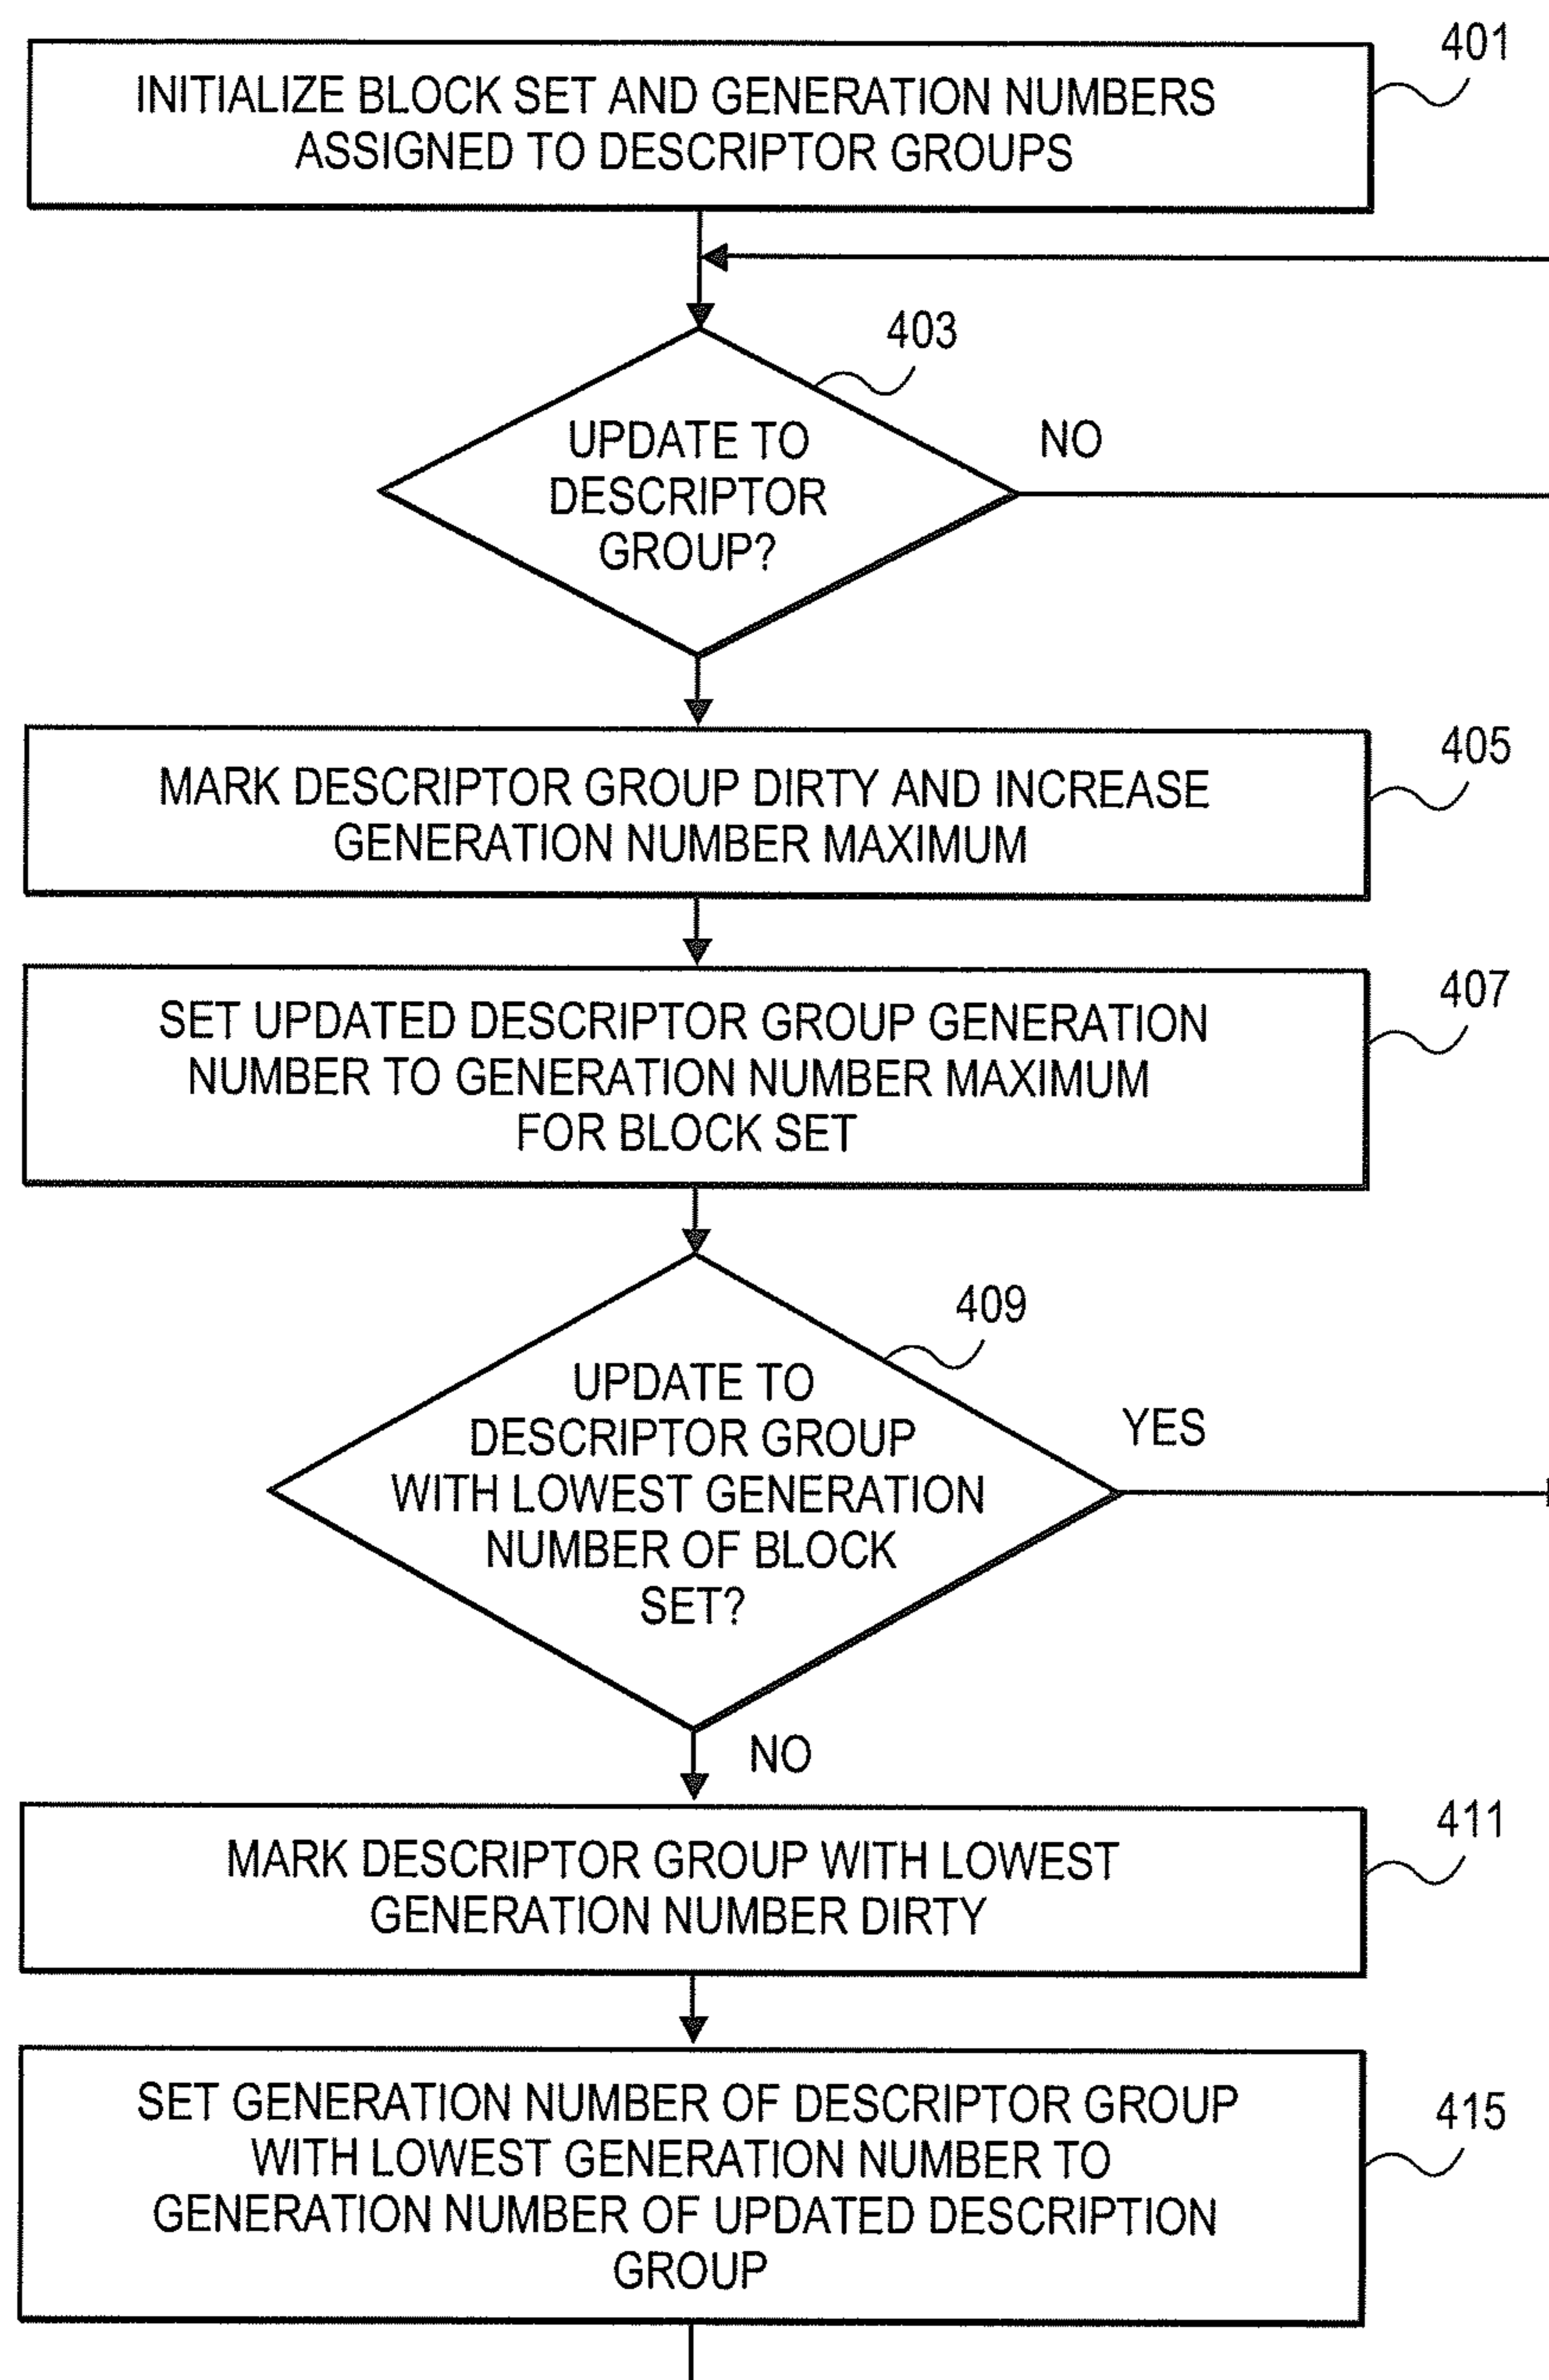 401
INITIALIZE BLOCK SET AND GENERATION NUMBERS
ASSIGNED TO DESCRIPTOR GROUPS
403
UPDATE TO
DESCRIPTOR
GROUP?
NO
405
MARK DESCRIPTOR GROUP DIRTY AND INCREASE
GENERATION NUMBER MAXIMUM
407
SET UPDATED DESCRIPTOR GROUP GENERATION
NUMBER TO GENERATION NUMBER MAXIMUM
FOR BLOCK SET
409
UPDATE TO
DESCRIPTOR GROUP
WITH LOWEST GENERATION
NUMBER OF BLOCK
SET?
YES
NO
411
MARK DESCRIPTOR GROUP WITH LOWEST
GENERATION NUMBER DIRTY
415
SET GENERATION NUMBER OF DESCRIPTOR GROUP
WITH LOWEST GENERATION NUMBER TO
GENERATION NUMBER OF UPDATED DESCRIPTION
GROUP